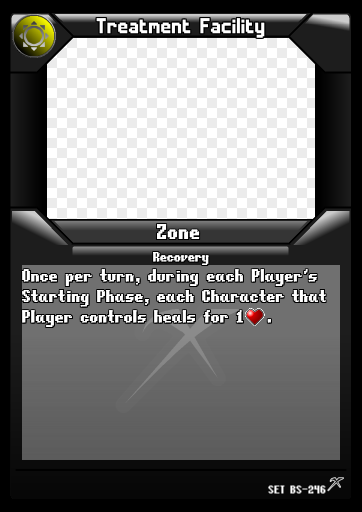 Treatment Facility
Zone
Recovery
Once per turn, during each Player's
Starting Phase, each Character that
Player controls heals for 1❤.
SET BS-246